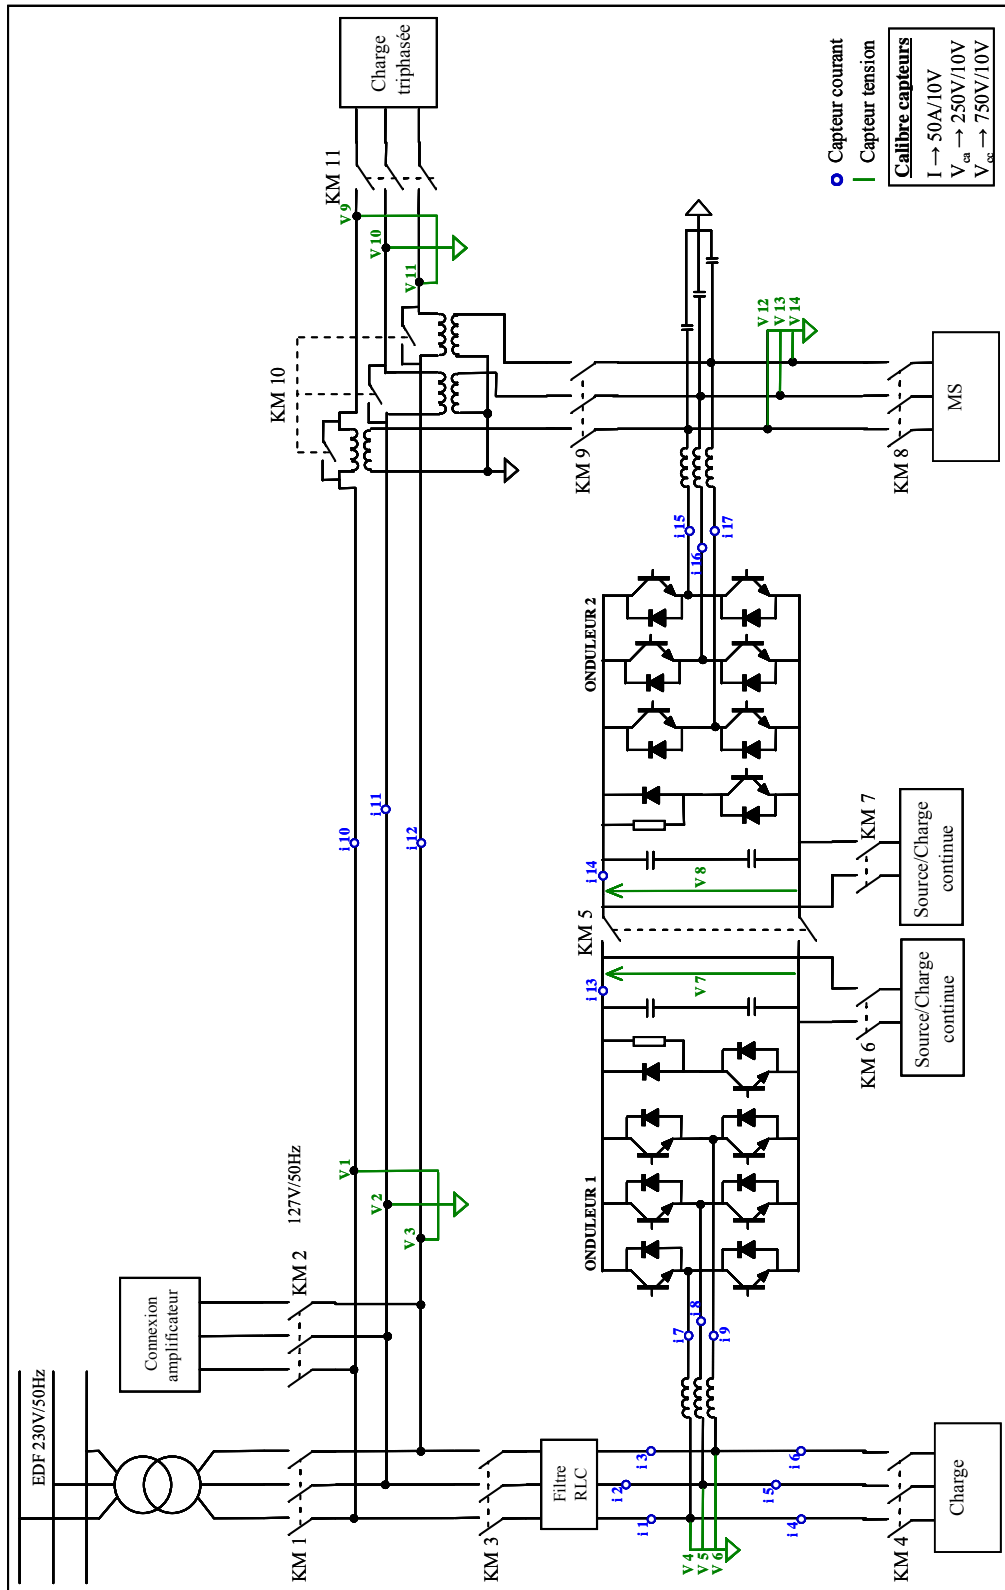 EDF 230V/50Hz
Connexion
amplificateur
KM 1
KM 2
127V/50Hz
V 1
V 2
V 3
i 10
i 11
i 12
KM 10
V 9
V 10
V 11
KM 11
Charge
triphasée
KM 3
Filtre
RLC
i 1
i 2
i 3
V 4
V 5
V 6
i 4
i 5
i 6
KM 4
Charge
i 7
i 8
i 9
ONDULEUR 1
i 13
V 7
KM 5
V 8
i 14
KM 6
Source/Charge
continue
KM 7
Source/Charge
continue
ONDULEUR 2
i 15
i 16
i 17
KM 9
V 12
V 13
V 14
KM 8
MS
Capteur courant
Capteur tension
Calibre capteurs
I → 50A/10V
Vca → 250V/10V
Vcc → 750V/10V